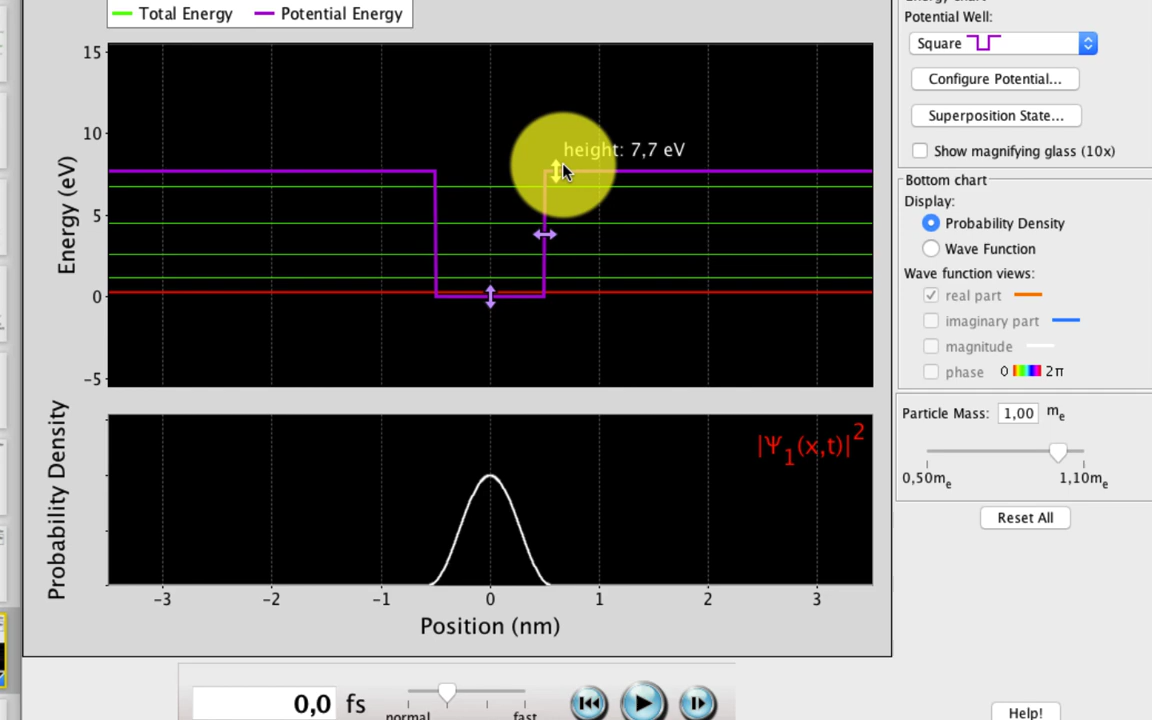 Total Energy Potential Energy
15
10
5
0
−5
Energy (eV)
height: 7,7 eV
Probability Density
|Ψ1(x,t)|2
−3 −2 −1 0 1 2 3
Position (nm)
0,0 fs
normal fast
Potential Well:
Square
Configure Potential...
Superposition State...
Show magnifying glass (10x)
Bottom chart
Display:
Probability Density
Wave Function
Wave function views:
real part
imaginary part
magnitude
phase 0 2π
Particle Mass: 1,00 me
0,50me 1,10me
Reset All
Help!